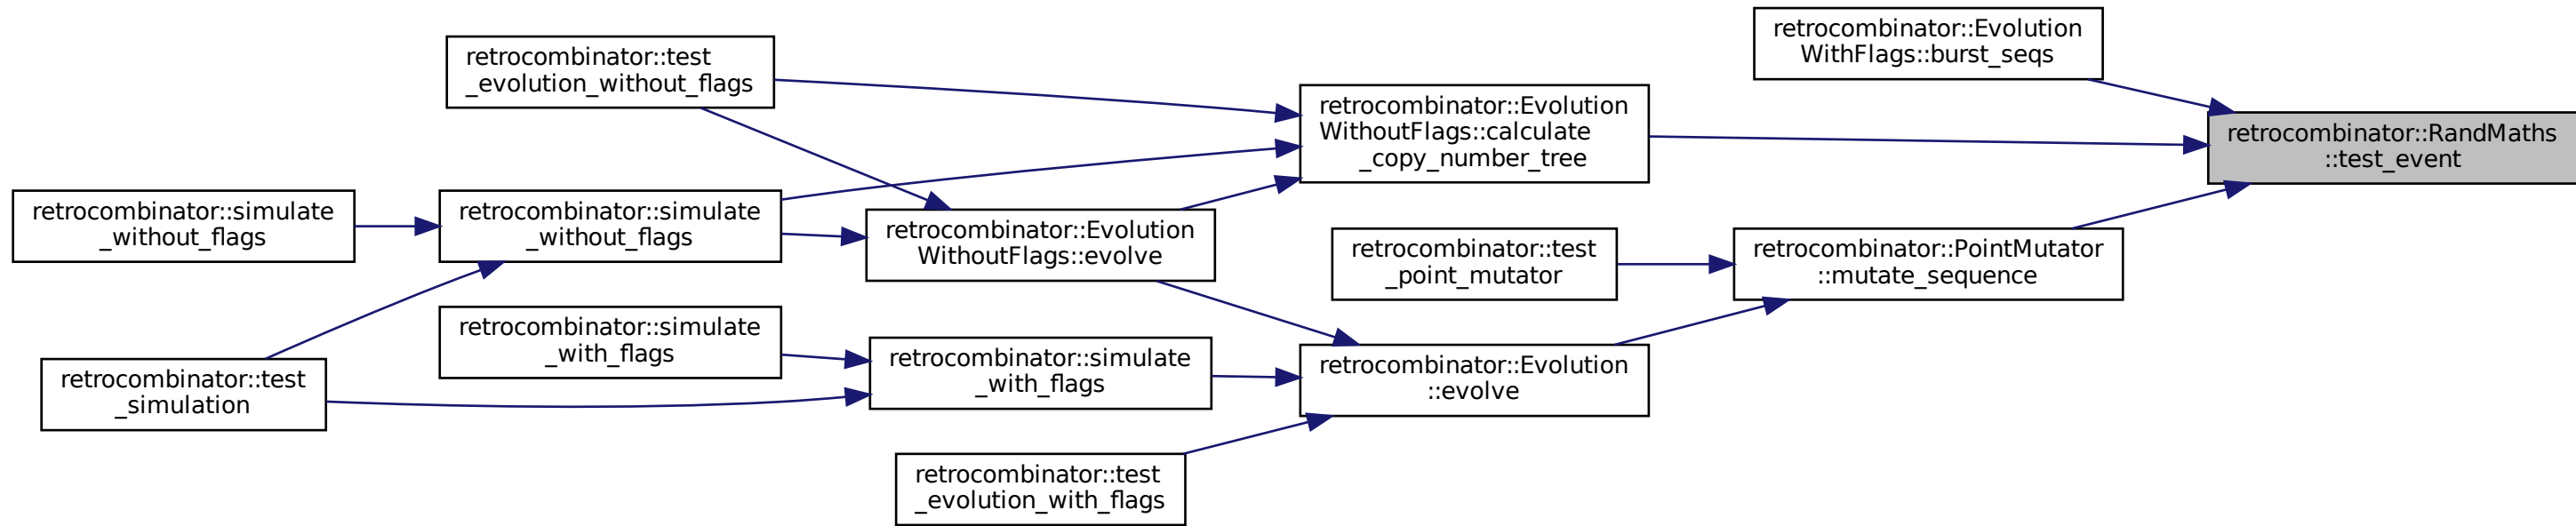 retrocombinator::Evolution
WithFlags::burst_seqs
retrocombinator::test
_evolution_without_flags
retrocombinator::Evolution
WithoutFlags::calculate
_copy_number_tree
retrocombinator::RandMaths
::test_event
retrocombinator::simulate
_without_flags
retrocombinator::simulate
_without_flags
retrocombinator::Evolution
WithoutFlags::evolve
retrocombinator::test
_point_mutator
retrocombinator::PointMutator
::mutate_sequence
retrocombinator::simulate
_with_flags
retrocombinator::simulate
_with_flags
retrocombinator::Evolution
::evolve
retrocombinator::test
_simulation
retrocombinator::test
_evolution_with_flags